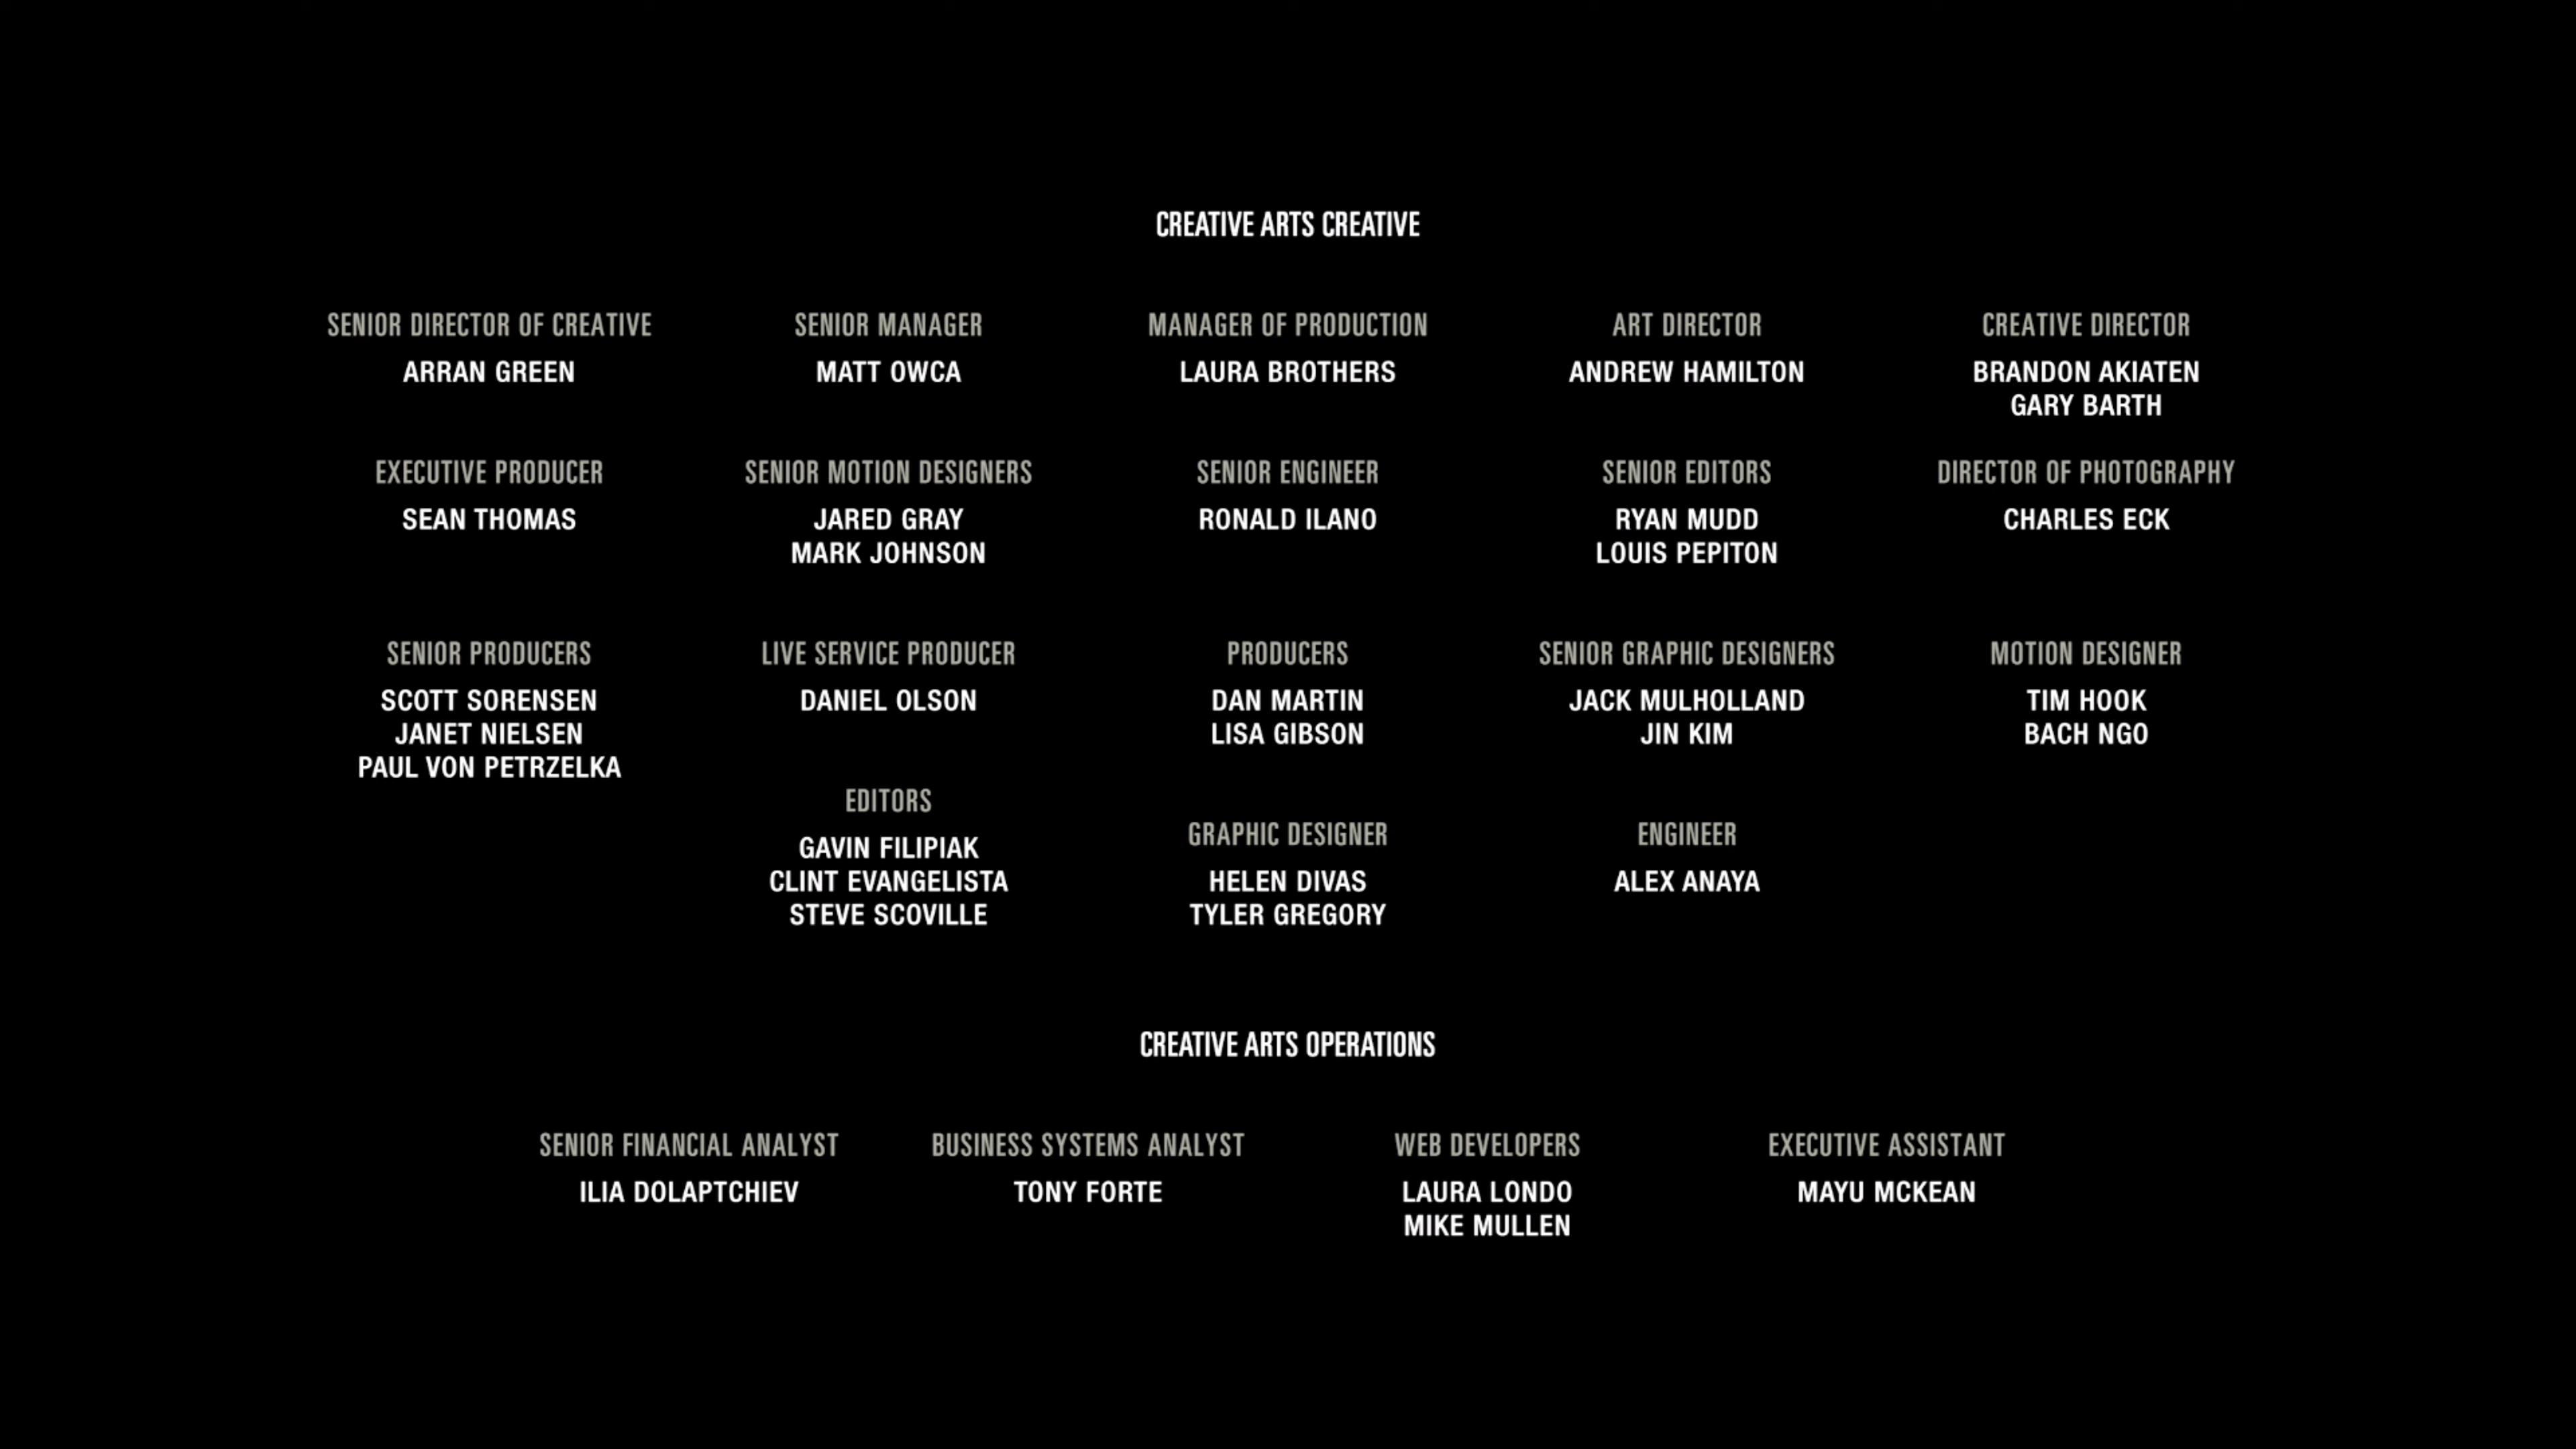 CREATIVE ARTS CREATIVE
SENIOR DIRECTOR OF CREATIVE
ARRAN GREEN
SENIOR MANAGER
MATT OWCA
MANAGER OF PRODUCTION
LAURA BROTHERS
ART DIRECTOR
ANDREW HAMILTON
CREATIVE DIRECTOR
BRANDON AKIATEN
GARY BARTH
EXECUTIVE PRODUCER
SEAN THOMAS
SENIOR MOTION DESIGNERS
JARED GRAY
MARK JOHNSON
SENIOR ENGINEER
RONALD ILANO
SENIOR EDITORS
RYAN MUDD
LOUIS PEPITON
DIRECTOR OF PHOTOGRAPHY
CHARLES ECK
SENIOR PRODUCERS
SCOTT SORENSEN
JANET NIELSEN
PAUL VON PETRZELKA
LIVE SERVICE PRODUCER
DANIEL OLSON
PRODUCERS
DAN MARTIN
LISA GIBSON
SENIOR GRAPHIC DESIGNERS
JACK MULHOLLAND
JIN KIM
MOTION DESIGNER
TIM HOOK
BACH NGO
EDITORS
GAVIN FILIPIAK
CLINT EVANGELISTA
STEVE SCOVILLE
GRAPHIC DESIGNER
HELEN DIVAS
TYLER GREGORY
ENGINEER
ALEX ANAYA
CREATIVE ARTS OPERATIONS
SENIOR FINANCIAL ANALYST
ILIA DOLAPTCHIEV
BUSINESS SYSTEMS ANALYST
TONY FORTE
WEB DEVELOPERS
LAURA LONDO
MIKE MULLEN
EXECUTIVE ASSISTANT
MAYU MCKEAN